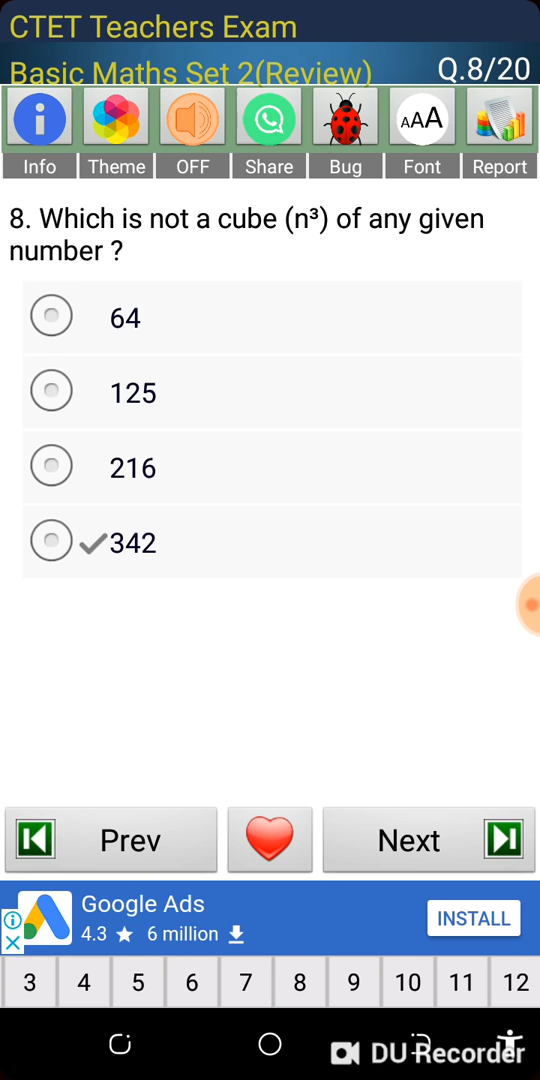 CTET Teachers Exam
Basic Maths Set 2(Review) Q.8/20
AAA
Info Theme OFF Share Bug Font Report
8. Which is not a cube (n³) of any given
number ?
64
125
216
342
Prev Next
Google Ads
4.3 ★ 6 million
INSTALL
3 4 5 6 7 8 9 10 11 12
DU Recorder